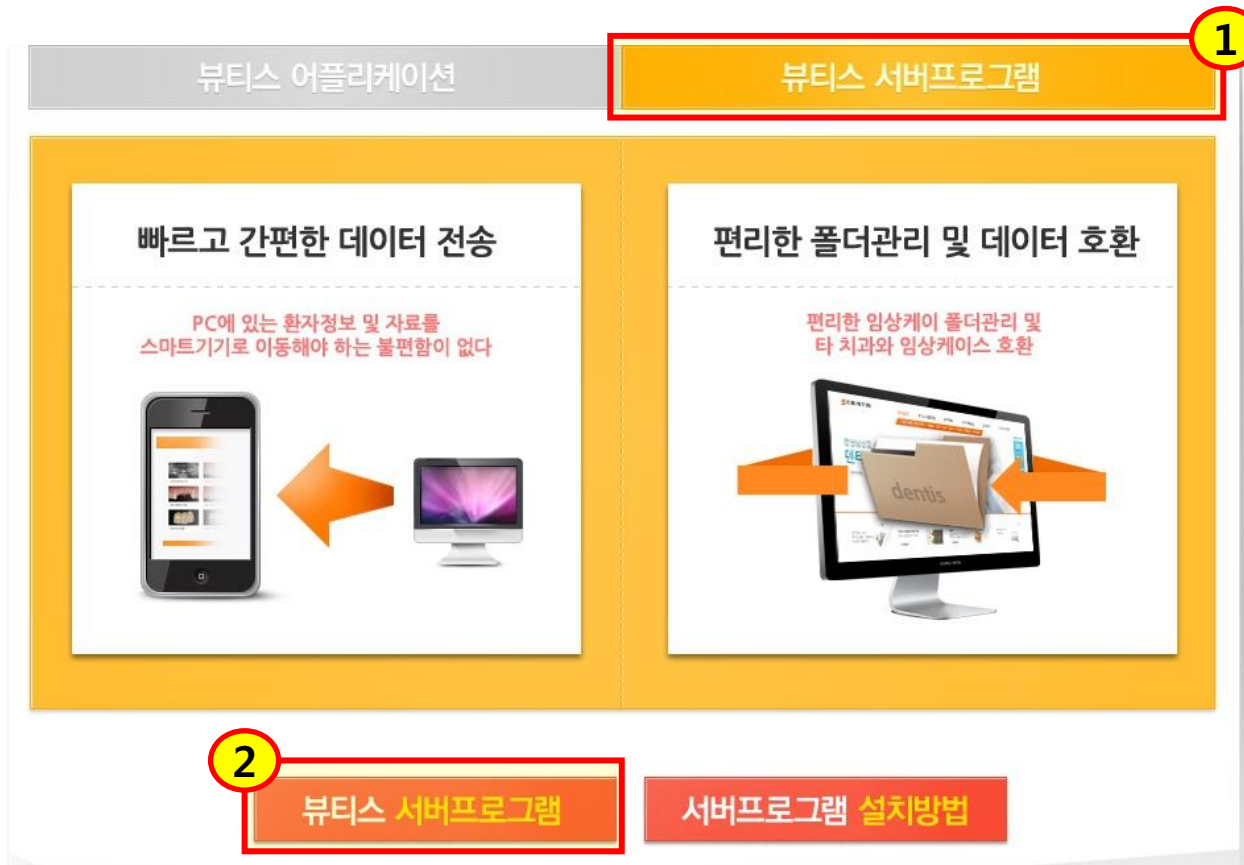 1
뷰티스 어플리케이션
뷰티스 서버프로그램
빠르고 간편한 데이터 전송
PC에 있는 환자정보 및 자료를
스마트기기로 이동해야 하는 불편함이 없다
편리한 폴더관리 및 데이터 호환
편리한 임상케이 폴더관리 및
타 치과와 임상케이스 호환
dentis
2
뷰티스 서버프로그램
서버프로그램 설치방법